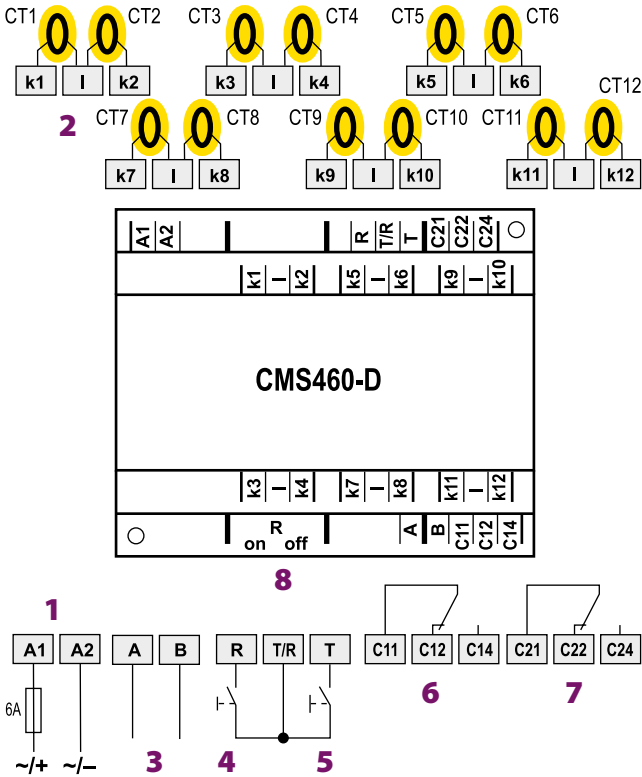 CT1 CT2 CT3 CT4 CT5 CT6
k1 l k2 k3 l k4 k5 l k6
2 CT7 CT8 CT9 CT10 CT11 CT12
k7 l k8 k9 l k10 k11 l k12
A1 A2 R T/R T C21 C22 C24
k1 l k2 k5 l k6 k9 l k10
CMS460-D
k3 l k4 k7 l k8 k11 l k12
R on off A B C11 C12 C14
8
1
A1 A2 A B R T/R T C11 C12 C14 C21 C22 C24
6 7
6A
~/+ ~/– 3 4 5